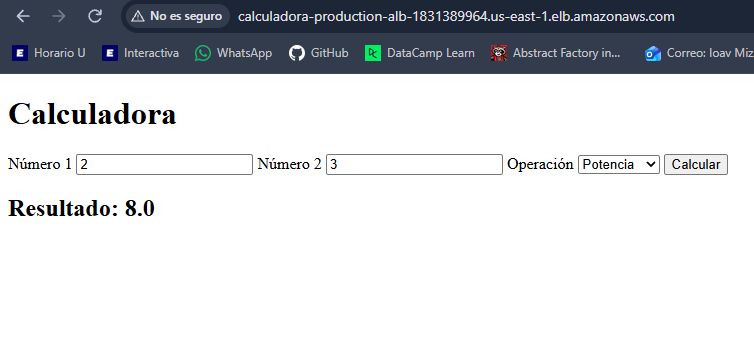 No es seguro calculadora-production-alb-1831389964.us-east-1.elb.amazonaws.com
Horario U Interactiva WhatsApp GitHub DataCamp Learn Abstract Factory in... Correo: Ioav Miz
Calculadora
Número 1 2 Número 2 3 Operación Potencia Calcular
Resultado: 8.0